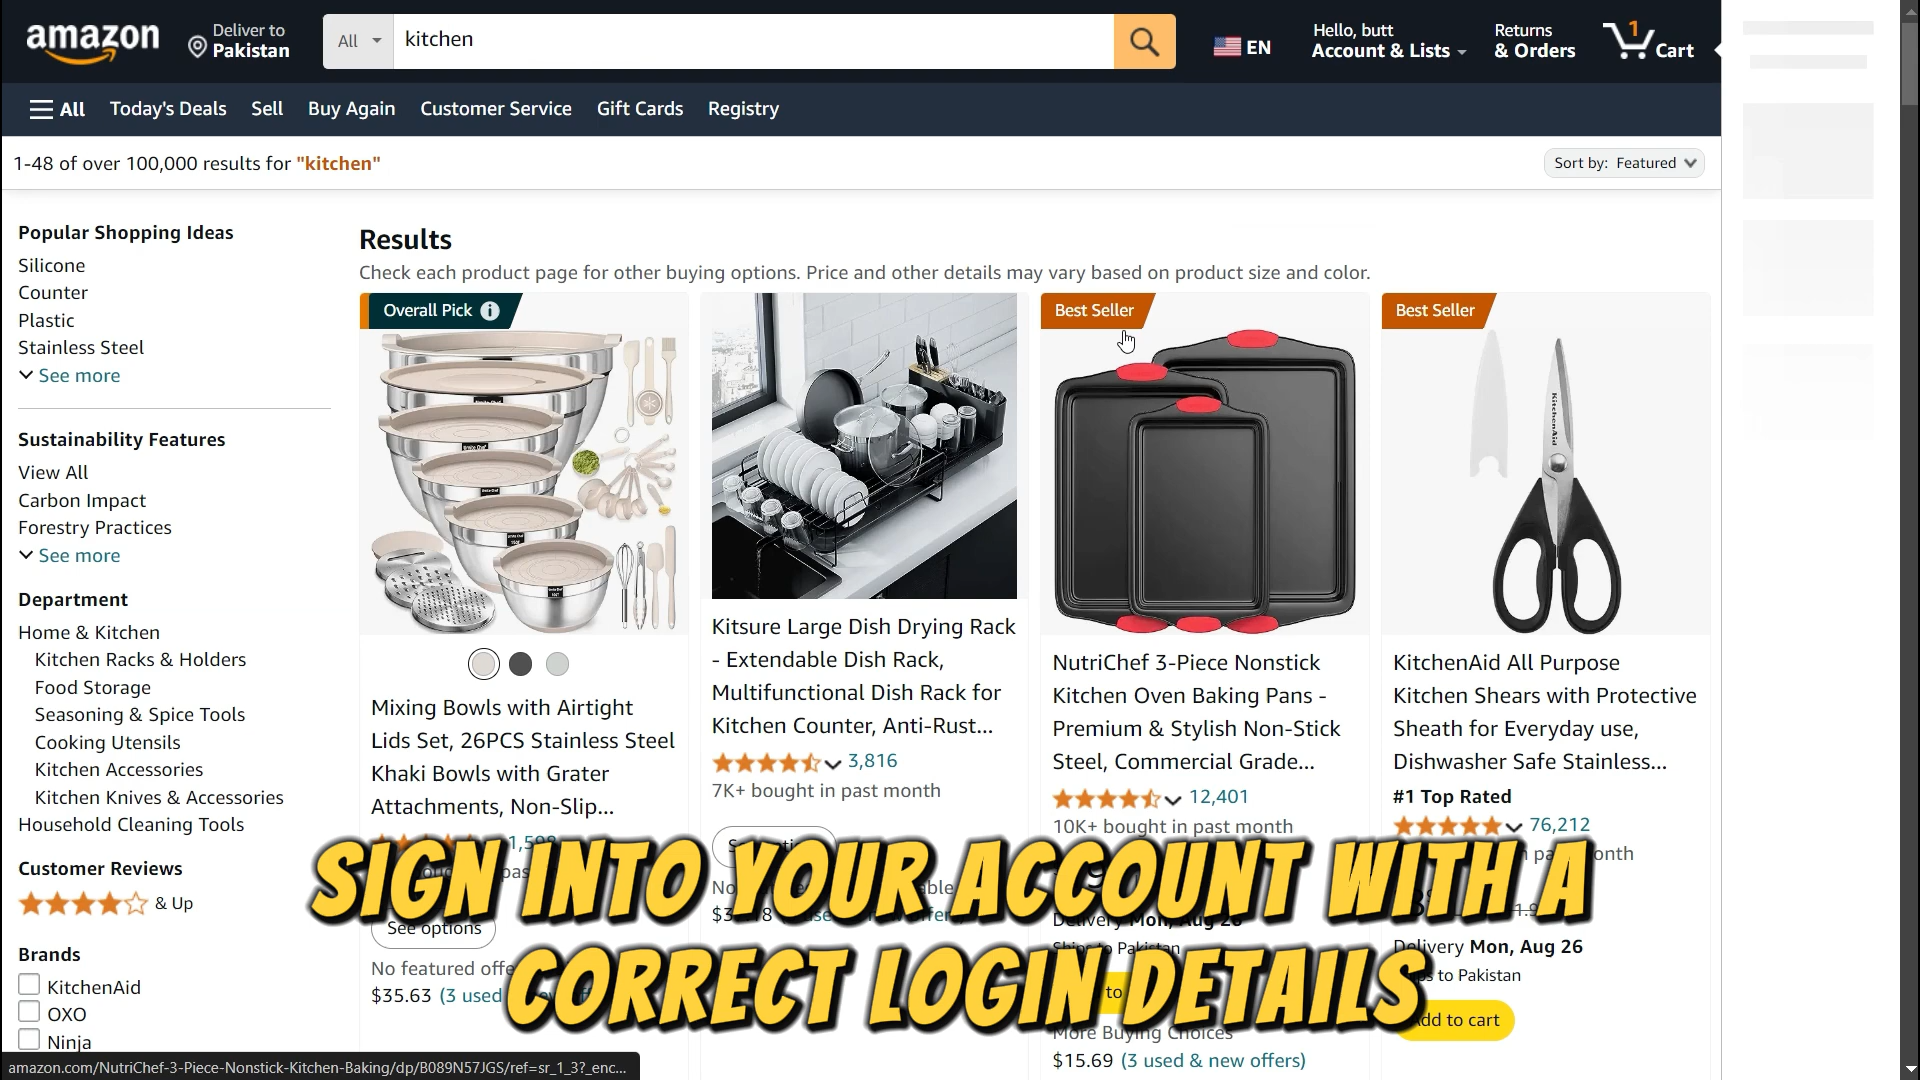 amazon
Deliver to
Pakistan
All
kitchen
EN
Hello, butt
Account & Lists
Returns
& Orders
1
Cart
All
Today's Deals
Sell
Buy Again
Customer Service
Gift Cards
Registry
1-48 of over 100,000 results for "kitchen"
Sort by: Featured
Popular Shopping Ideas
Silicone
Counter
Plastic
Stainless Steel
See more
Sustainability Features
View All
Carbon Impact
Forestry Practices
See more
Department
Home & Kitchen
Kitchen Racks & Holders
Food Storage
Seasoning & Spice Tools
Cooking Utensils
Kitchen Accessories
Kitchen Knives & Accessories
Household Cleaning Tools
Customer Reviews
& Up
Brands
KitchenAid
OXO
Ninja
Results
Check each product page for other buying options. Price and other details may vary based on product size and color.
Overall Pick
Mixing Bowls with Airtight
Lids Set, 26PCS Stainless Steel
Khaki Bowls with Grater
Attachments, Non-Slip...
See options
$35.63 (3 used
Kitsure Large Dish Drying Rack
- Extendable Dish Rack,
Multifunctional Dish Rack for
Kitchen Counter, Anti-Rust...
3,816
7K+ bought in past month
Best Seller
NutriChef 3-Piece Nonstick
Kitchen Oven Baking Pans -
Premium & Stylish Non-Stick
Steel, Commercial Grade...
12,401
10K+ bought in past month
Delivery Mon, Aug 26
Ships to Pakistan
More Buying Choices
$15.69 (3 used & new offers)
Best Seller
KitchenAid
KitchenAid All Purpose
Kitchen Shears with Protective
Sheath for Everyday use,
Dishwasher Safe Stainless...
#1 Top Rated
76,212
Delivery Mon, Aug 26
to Pakistan
Add to cart
SIGN INTO YOUR ACCOUNT WITH A
CORRECT LOGIN DETAILS
amazon.com/NutriChef-3-Piece-Nonstick-Kitchen-Baking/dp/B089N57JGS/ref=sr_1_3?_enc...